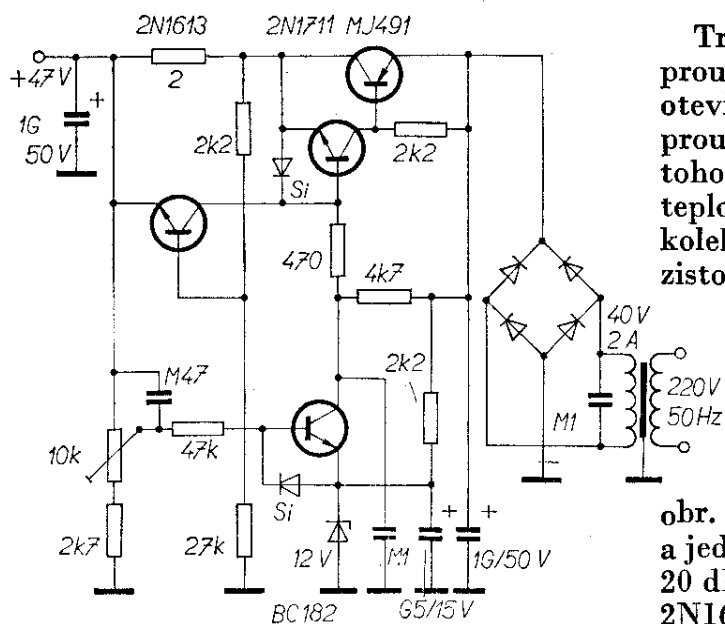 2N1613
2N1711 MJ491
+47V
2
+
1G
50V
2k2
2k2
Si
470
4k7
40V
2A
2k2
M47
M1
220V
50Hz
10k
47k
Si
+
+
2k7
27k
12V
M1
1G/50V
BC182
G5/15V
Tr
prou
otev
prou
toho
teplo
kolek
zisto
obr.
a jed
20 dl
2N16